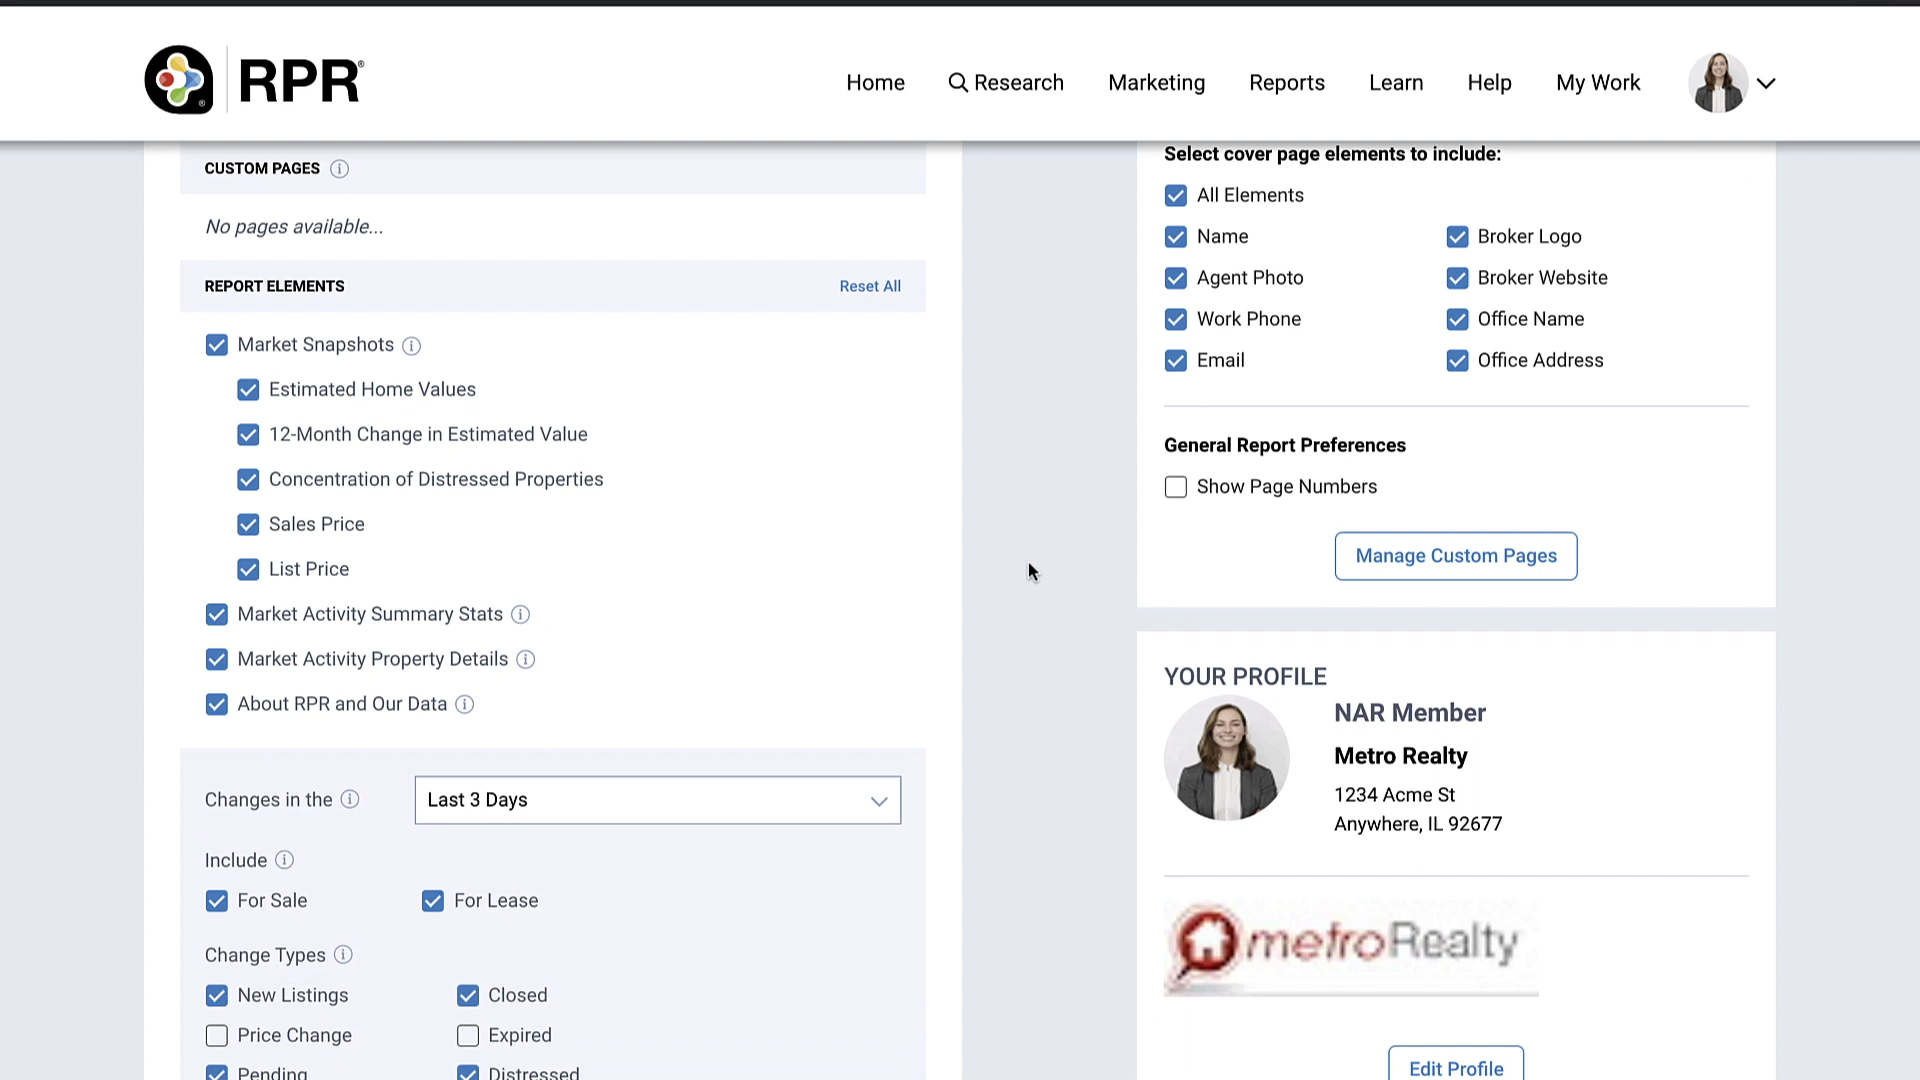 RPR®
Home Research Marketing Reports Learn Help My Work
CUSTOM PAGES
No pages available...
REPORT ELEMENTS Reset All
Market Snapshots
Estimated Home Values
12-Month Change in Estimated Value
Concentration of Distressed Properties
Sales Price
List Price
Market Activity Summary Stats
Market Activity Property Details
About RPR and Our Data
Changes in the Last 3 Days
Include
For Sale For Lease
Change Types
New Listings Closed
Price Change Expired
Pending Distressed
Select cover page elements to include:
All Elements
Name Broker Logo
Agent Photo Broker Website
Work Phone Office Name
Email Office Address
General Report Preferences
Show Page Numbers
Manage Custom Pages
YOUR PROFILE
NAR Member
Metro Realty
1234 Acme St
Anywhere, IL 92677
metroRealty
Edit Profile